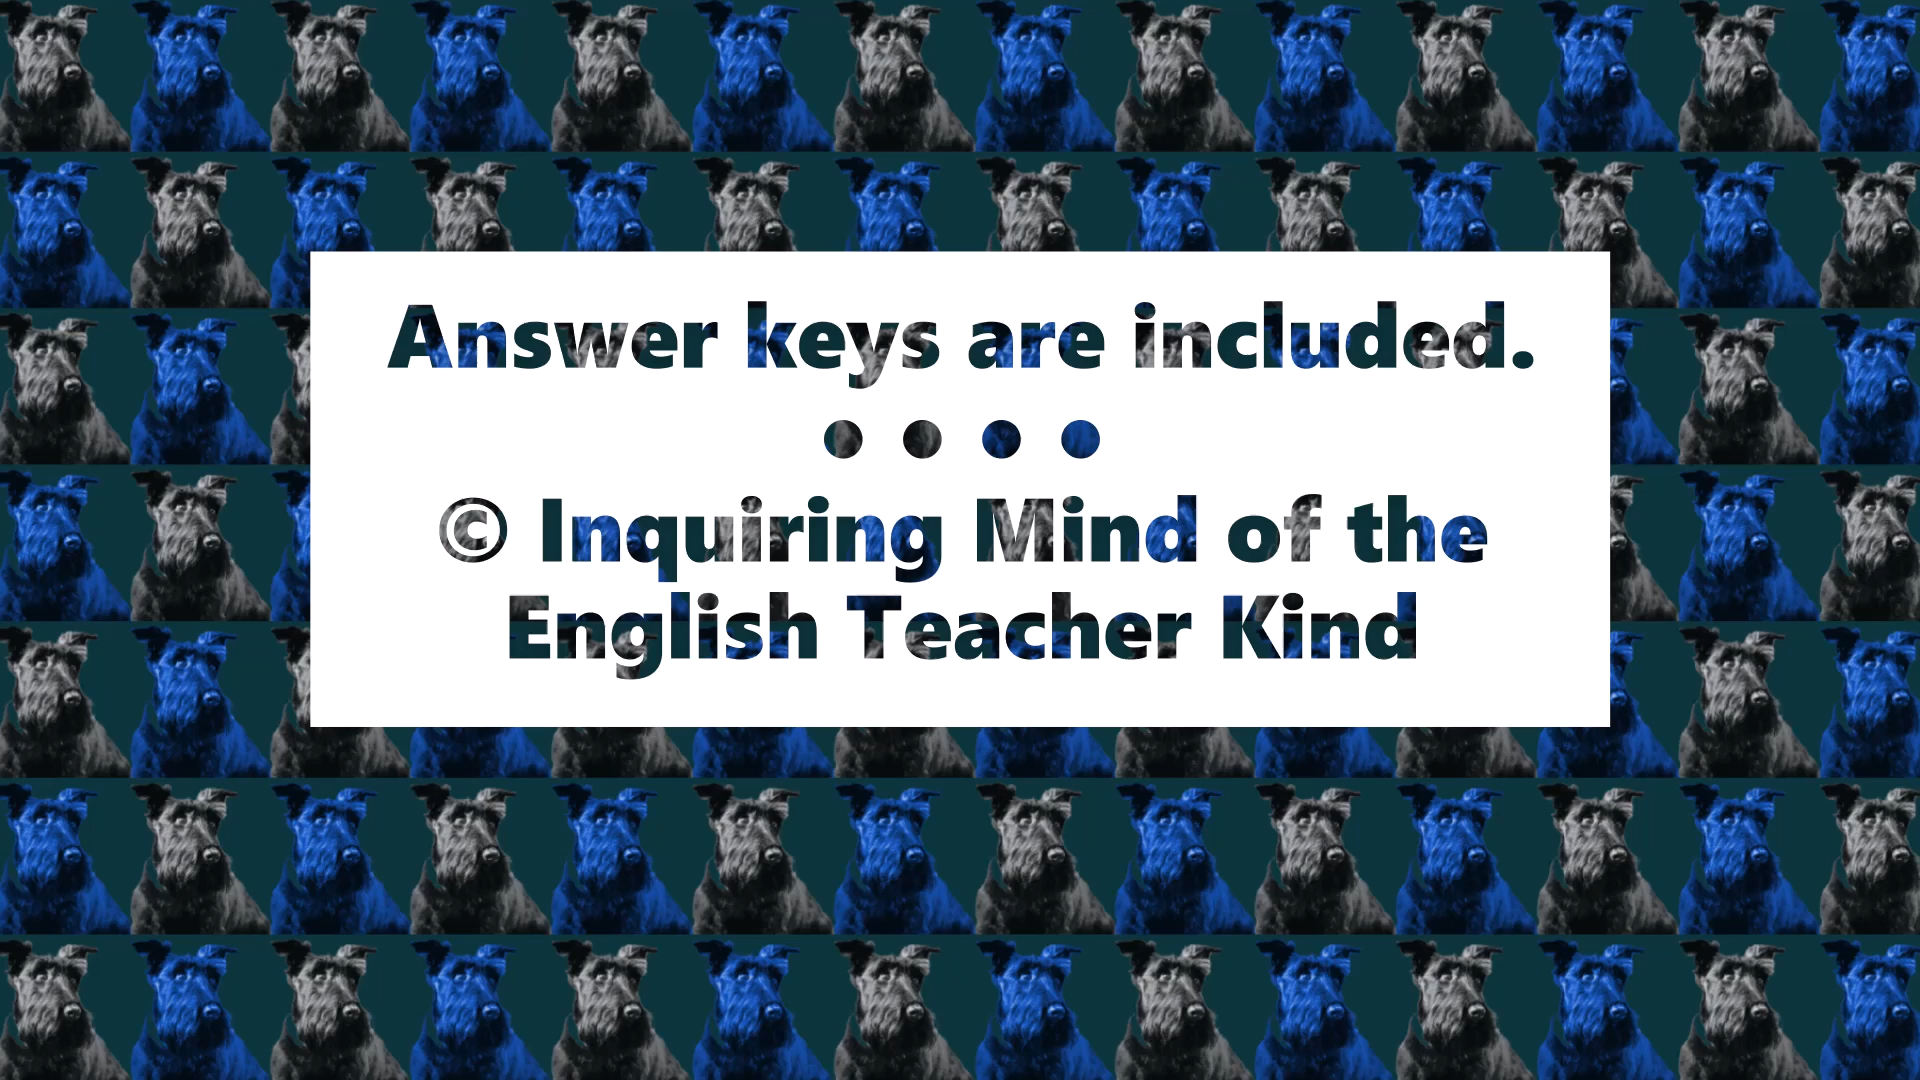 Answer keys are included.
• • • •
© Inquiring Mind of the
English Teacher Kind